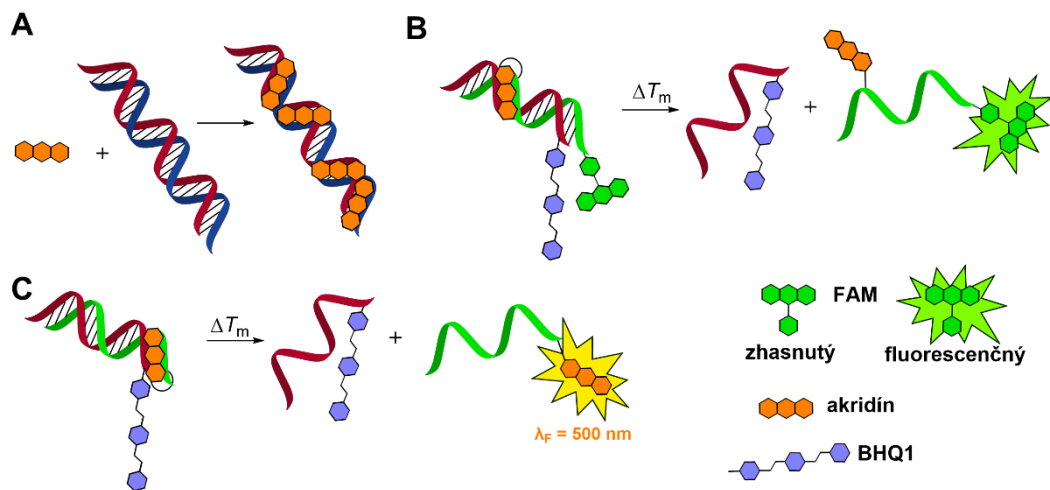 A
B
+
ΔTm
+
C
ΔTm
+
λF = 500 nm
FAM
zhasnutý
fluorescenčný
akridín
BHQ1